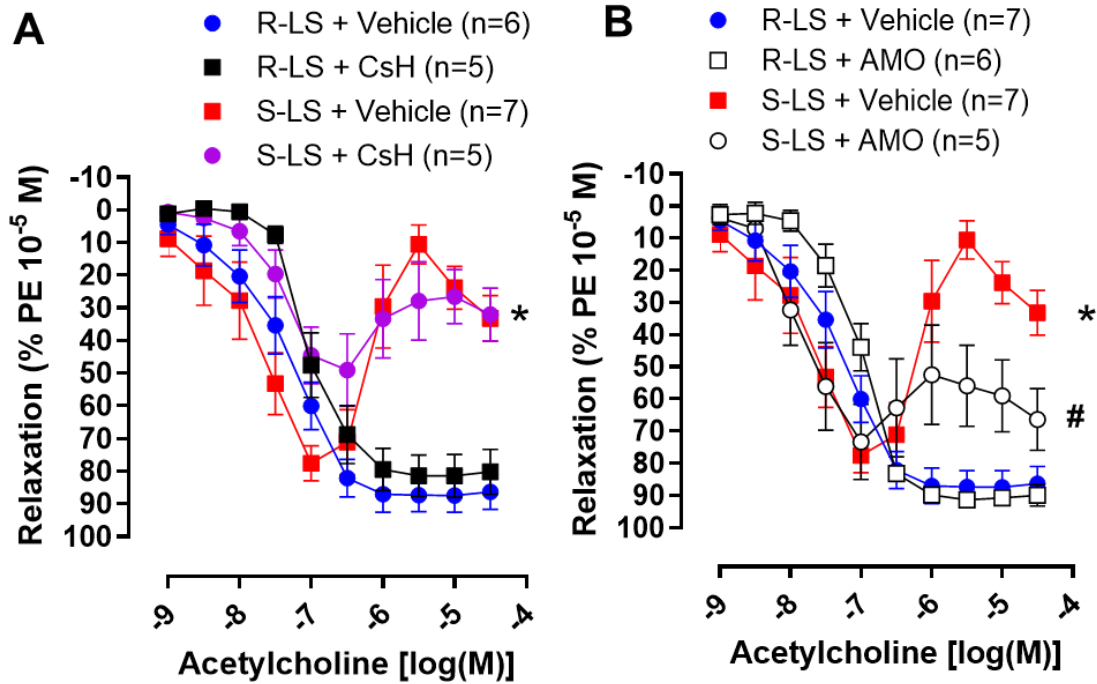 A
R-LS + Vehicle (n=6)
R-LS + CsH (n=5)
S-LS + Vehicle (n=7)
S-LS + CsH (n=5)
Relaxation (% PE 10⁻⁵ M)
-10
0
10
20
30
40
50
60
70
80
90
100
*
-9
-8
-7
-6
-5
-4
Acetylcholine [log(M)]
B
R-LS + Vehicle (n=7)
R-LS + AMO (n=6)
S-LS + Vehicle (n=7)
S-LS + AMO (n=5)
Relaxation (% PE 10⁻⁵ M)
-10
0
10
20
30
40
50
60
70
80
90
100
*
#
-9
-8
-7
-6
-5
-4
Acetylcholine [log(M)]